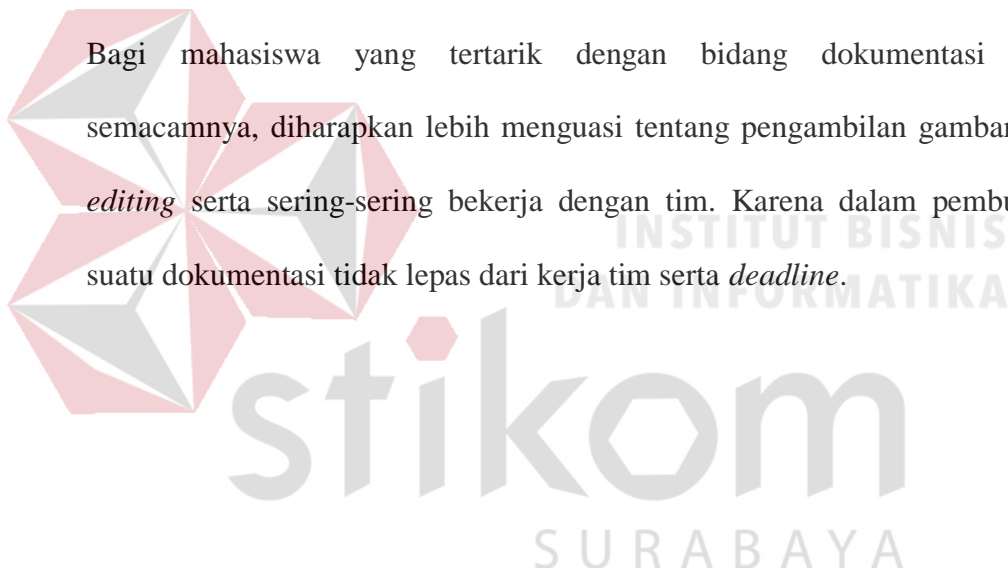 Bagi mahasiswa yang tertarik dengan bidang dokumentasi
semacamnya, diharapkan lebih menguasi tentang pengambilan gambar
editing serta sering-sering bekerja dengan tim. Karena dalam
INSTITUT BISNIS
suatu dokumentasi tidak lepas dari kerja tim serta deadline.
DAN INFORMATIKA
stikom
SURABAYA